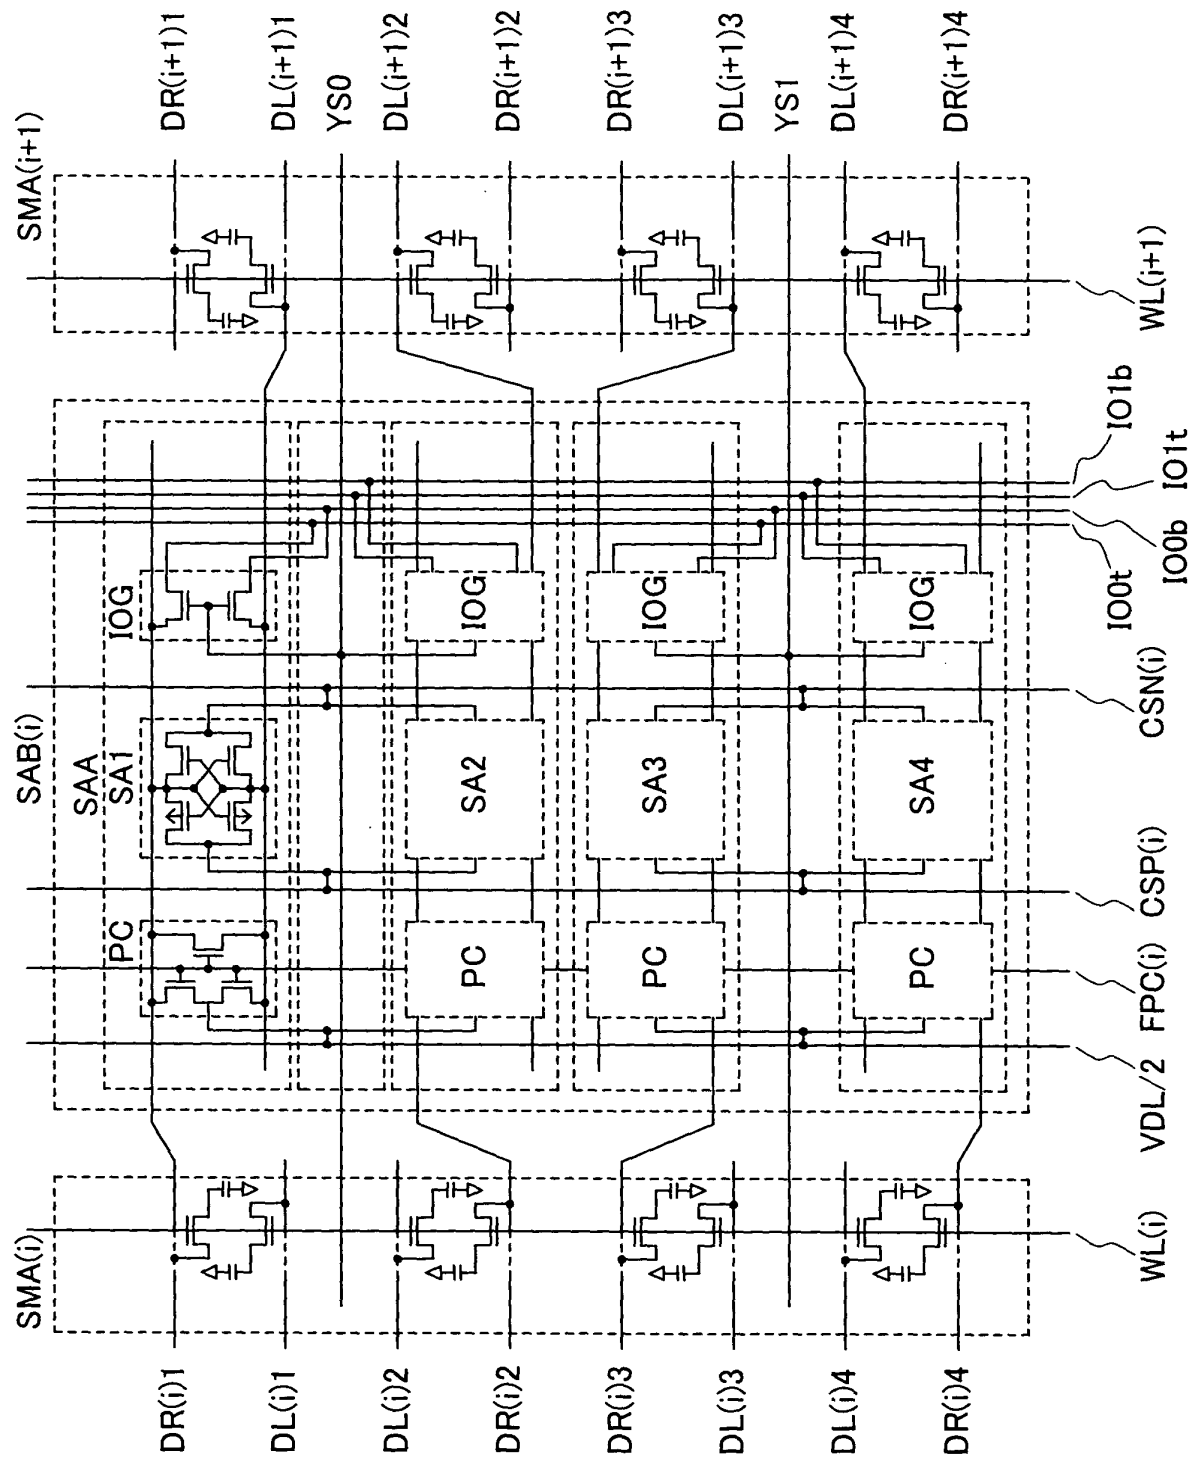 SMA(i)
SAB(i)
SMA(i+1)
SAA
PC
SA1
IOG
DR(i)1
DR(i+1)1
DL(i)1
DL(i+1)1
YS0
DL(i)2
DL(i+1)2
PC
SA2
IOG
DR(i)2
DR(i+1)2
DR(i)3
DR(i+1)3
PC
SA3
IOG
DL(i)3
DL(i+1)3
YS1
DL(i)4
DL(i+1)4
PC
SA4
IOG
DR(i)4
DR(i+1)4
WL(i)
VDL/2
FPC(i)
CSP(i)
CSN(i)
IO0t
IO0b
IO1t
IO1b
WL(i+1)